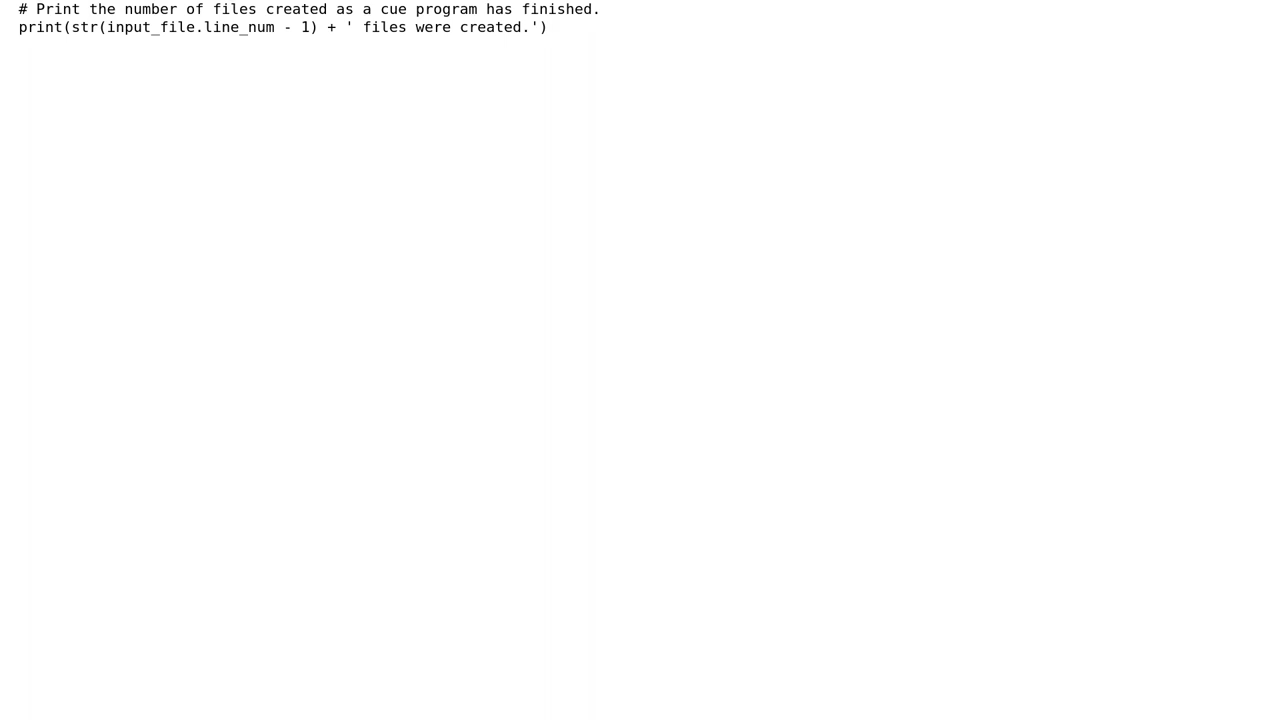 # Print the number of files created as a cue program has finished.
print(str(input_file.line_num - 1) + ' files were created.')